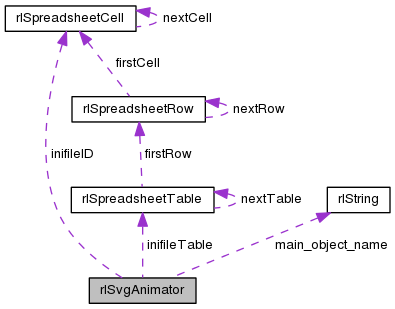 rlSpreadsheetCell
nextCell
firstCell
rlSpreadsheetRow
nextRow
inifileID
firstRow
rlSpreadsheetTable
nextTable
rlString
inifileTable
main_object_name
rlSvgAnimator